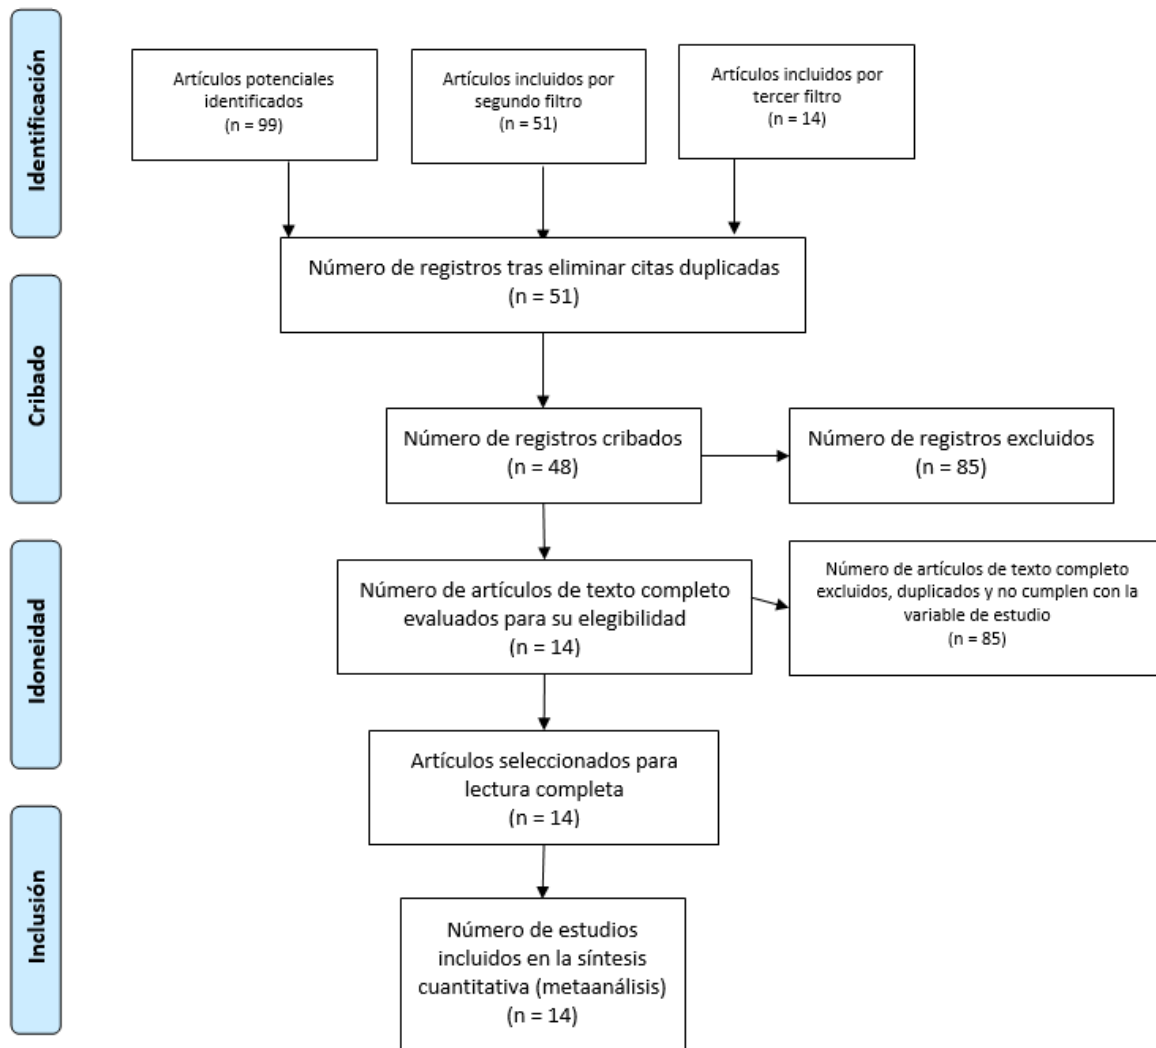 Identificación
Artículos potenciales
identificados
(n = 99)
Artículos incluidos por
segundo filtro
(n = 51)
Artículos incluidos por
tercer filtro
(n = 14)
Número de registros tras eliminar citas duplicadas
(n = 51)
Cribado
Número de registros cribados
(n = 48)
Número de registros excluidos
(n = 85)
Idoneidad
Número de artículos de texto completo
evaluados para su elegibilidad
(n = 14)
Número de artículos de texto completo
excluidos, duplicados y no cumplen con la
variable de estudio
(n = 85)
Artículos seleccionados para
lectura completa
(n = 14)
Inclusión
Número de estudios
incluidos en la síntesis
cuantitativa (metaanálisis)
(n = 14)